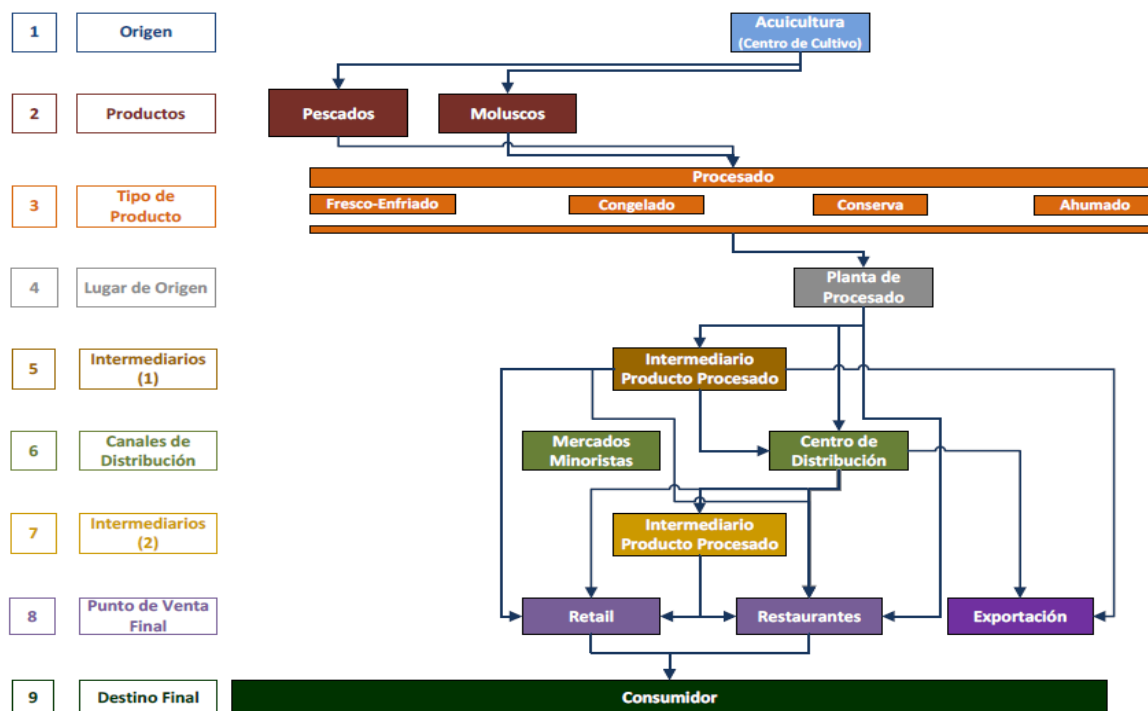 1
Origen
Acuicultura
(Centro de Cultivo)
2
Productos
Pescados
Moluscos
Procesado
3
Tipo de
Producto
Fresco-Enfriado
Congelado
Conserva
Ahumado
4
Lugar de Origen
Planta de
Procesado
5
Intermediarios
(1)
Intermediario
Producto Procesado
6
Canales de
Distribución
Mercados
Minoristas
Centro de
Distribución
7
Intermediarios
(2)
Intermediario
Producto Procesado
8
Punto de Venta
Final
Retail
Restaurantes
Exportación
9
Destino Final
Consumidor